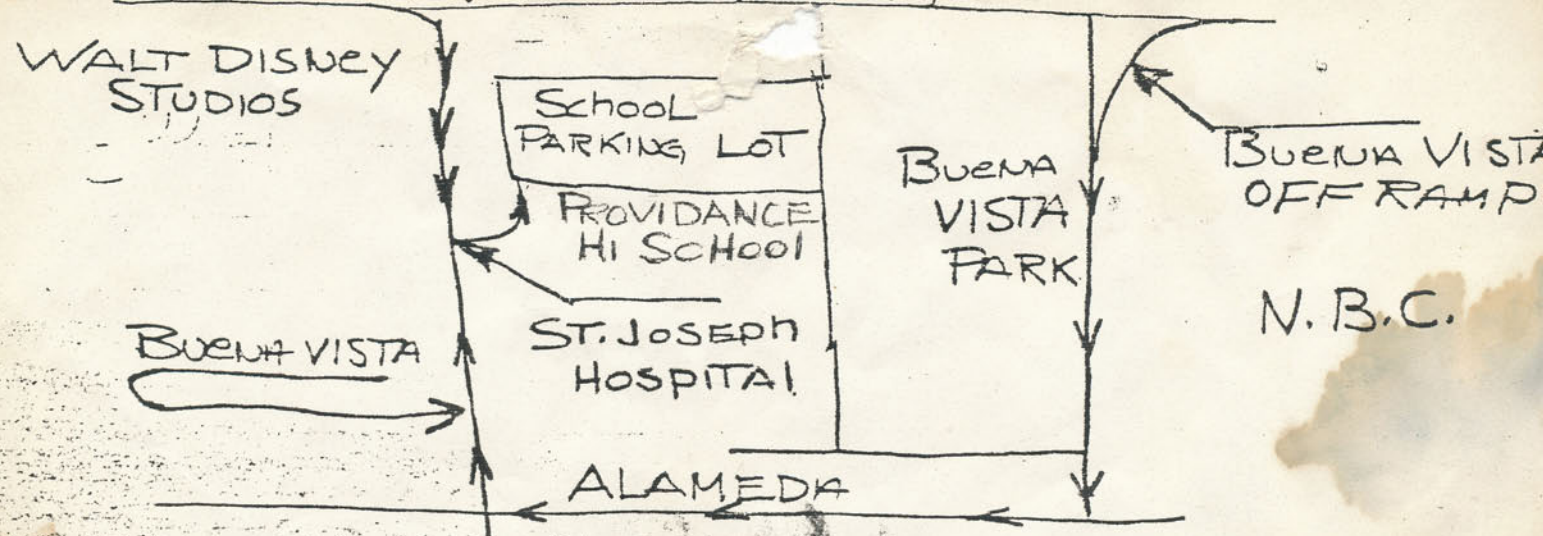 WALT DISNEY
STUDIOS
SCHOOL
PARKING LOT
PROVIDANCE
HI SCHOOL
BUENA
VISTA
PARK
BUENA VISTA
OFF RAMP
N. B.C.
BUENA VISTA
ST. JOSEPH
HOSPITAL
ALAMEDA